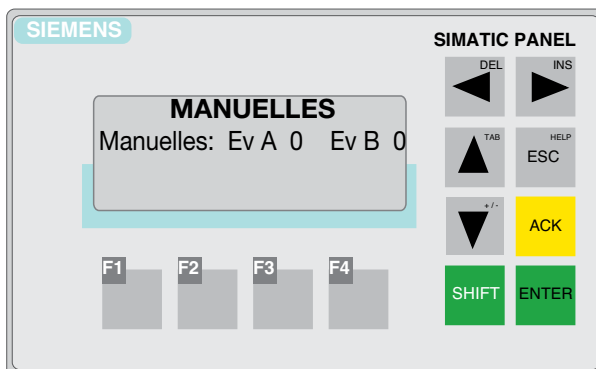 SIEMENS
SIMATIC PANEL
DEL
INS
MANUELLES
Manuelles: Ev A 0 Ev B 0
TAB
HELP
ESC
+ / -
ACK
F1 F2 F3 F4
SHIFT ENTER